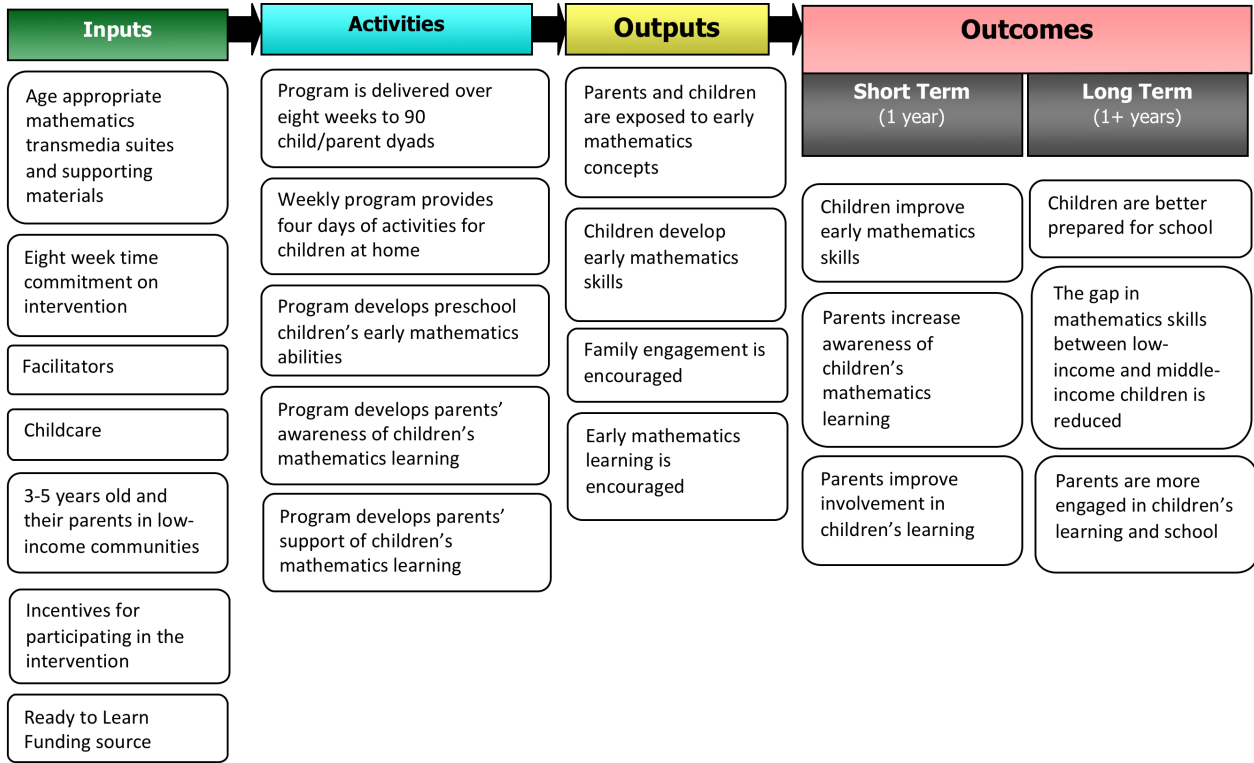 Inputs
Age appropriate
mathematics
transmedia suites
and supporting
materials
Eight week time
commitment on
intervention
Facilitators
Childcare
3-5 years old and
their parents in low-
income communities
Incentives for
participating in the
intervention
Ready to Learn
Funding source
Activities
Program is delivered over
eight weeks to 90
child/parent dyads
Weekly program provides
four days of activities for
children at home
Program develops preschool
children’s early mathematics
abilities
Program develops parents’
awareness of children’s
mathematics learning
Program develops parents’
support of children’s
mathematics learning
Outputs
Parents and children
are exposed to early
mathematics
concepts
Children develop
early mathematics
skills
Family engagement is
encouraged
Early mathematics
learning is
encouraged
Outcomes
Short Term
(1 year)
Children improve
early mathematics
skills
Parents increase
awareness of
children’s
mathematics
learning
Parents improve
involvement in
children’s learning
Long Term
(1+ years)
Children are better
prepared for school
The gap in
mathematics skills
between low-
income and middle-
income children is
reduced
Parents are more
engaged in children’s
learning and school